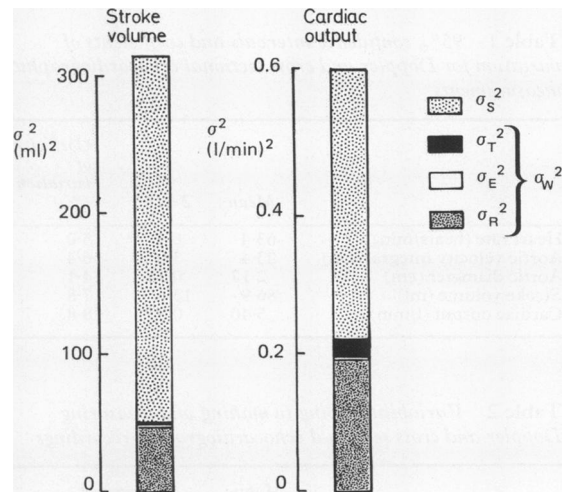 Stroke volume
300
σ² (ml)²
200
100
0
Cardiac output
0.6
σ² (l/min)²
0.4
0.2
0
σS²
σT²
σE²
σR²
σW²